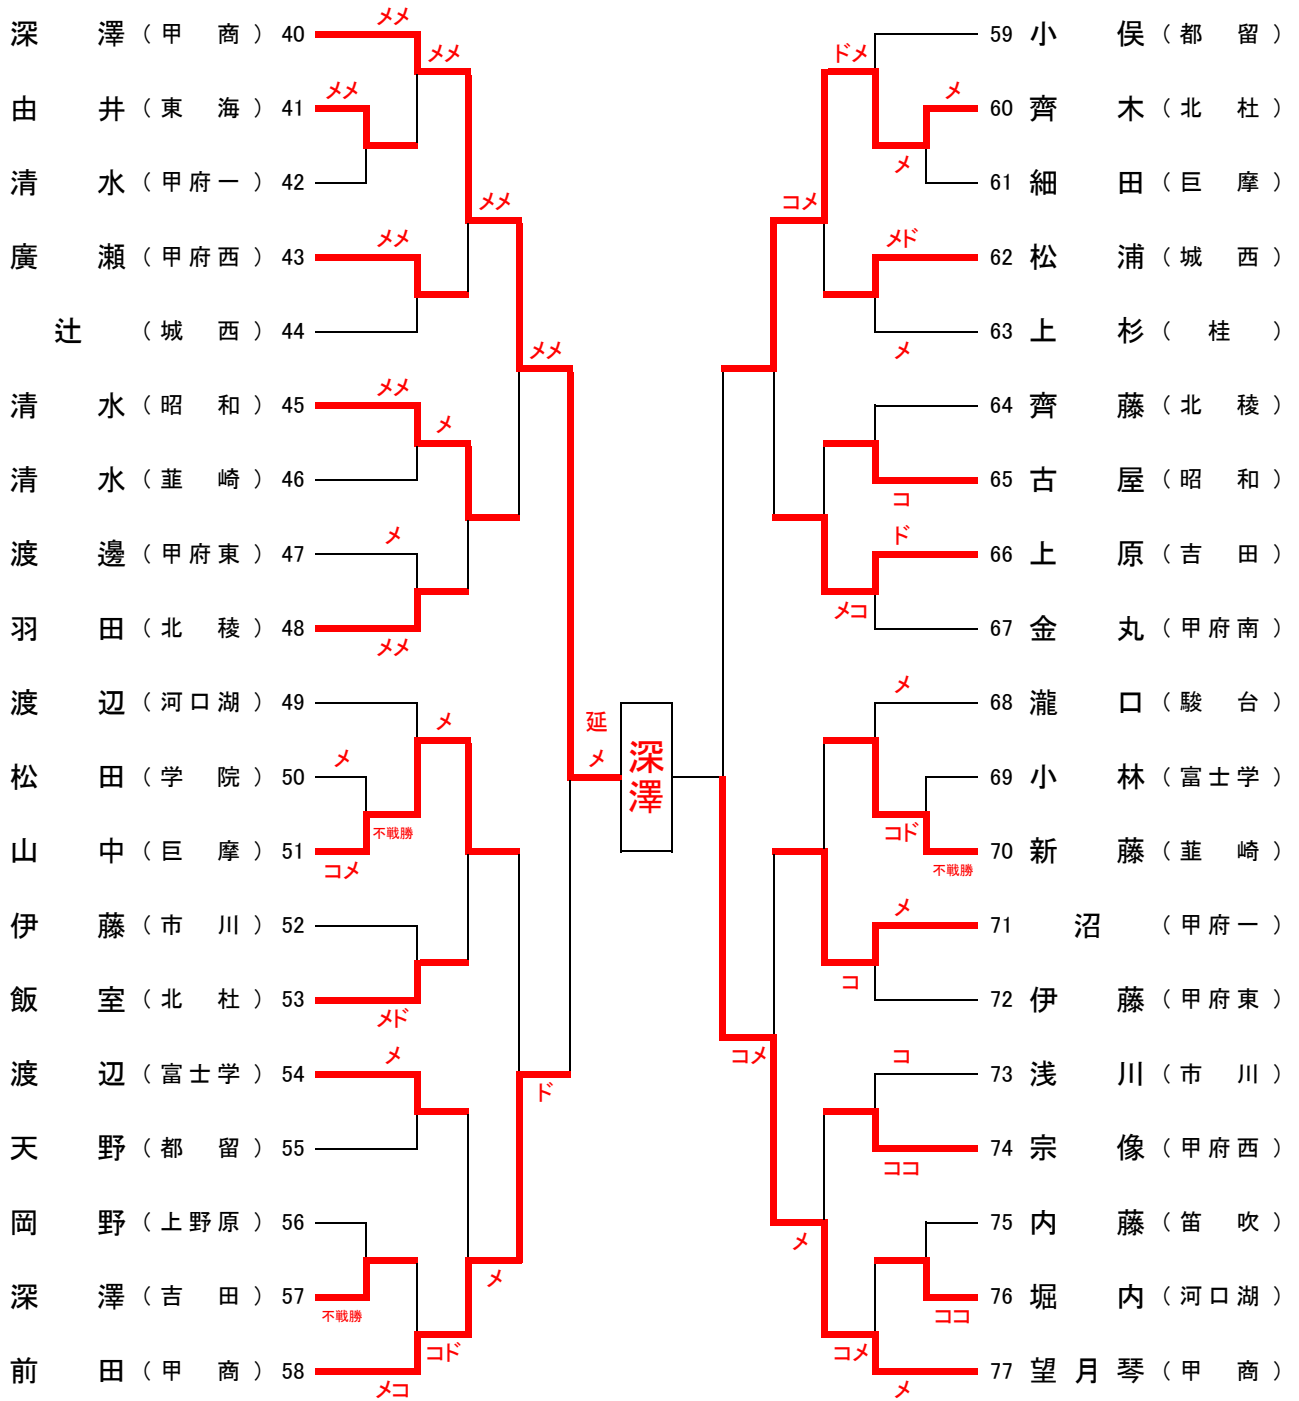 深澤（甲商）40
由井（東海）41
清水（甲府一）42
廣瀬（甲府西）43
辻（城西）44
清水（昭和）45
清水（韮崎）46
渡邊（甲府東）47
羽田（北稜）48
渡辺（河口湖）49
松田（学院）50
山中（巨摩）51
伊藤（市川）52
飯室（北杜）53
渡辺（富士学）54
天野（都留）55
岡野（上野原）56
深澤（吉田）57
前田（甲商）58
メメ
メメ
メメ
メメ
メメ
メメ
メメ
メ
メ
メメ
メ
メ
不戦勝
コメ
メド
メ
ド
メ
不戦勝
コド
メコ
延
メ
深澤
ドメ
メ
メ
コメ
メド
メ
コ
ド
メコ
メ
コド
不戦勝
メ
コ
コメ
コ
ココ
メ
ココ
コメ
メ
59 小俣（都留）
60 齊木（北杜）
61 細田（巨摩）
62 松浦（城西）
63 上杉（桂）
64 齊藤（北稜）
65 古屋（昭和）
66 上原（吉田）
67 金丸（甲府南）
68 瀧口（駿台）
69 小林（富士学）
70 新藤（韮崎）
71 沼（甲府一）
72 伊藤（甲府東）
73 浅川（市川）
74 宗像（甲府西）
75 内藤（笛吹）
76 堀内（河口湖）
77 望月琴（甲商）